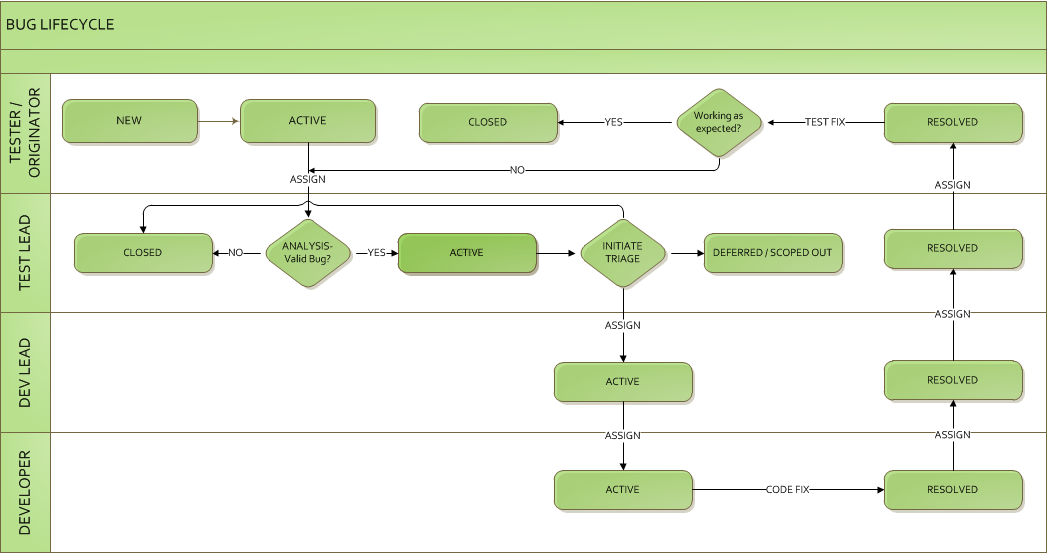 BUG LIFECYCLE
TESTER /
ORIGINATOR
NEW
ACTIVE
CLOSED
YES
Working as
expected?
TEST FIX
RESOLVED
NO
ASSIGN
ASSIGN
TEST LEAD
CLOSED
NO
ANALYSIS-
Valid Bug?
YES
ACTIVE
INITIATE
TRIAGE
DEFERRED / SCOPED OUT
RESOLVED
ASSIGN
ASSIGN
DEV LEAD
ACTIVE
RESOLVED
ASSIGN
ASSIGN
DEVELOPER
ACTIVE
CODE FIX
RESOLVED